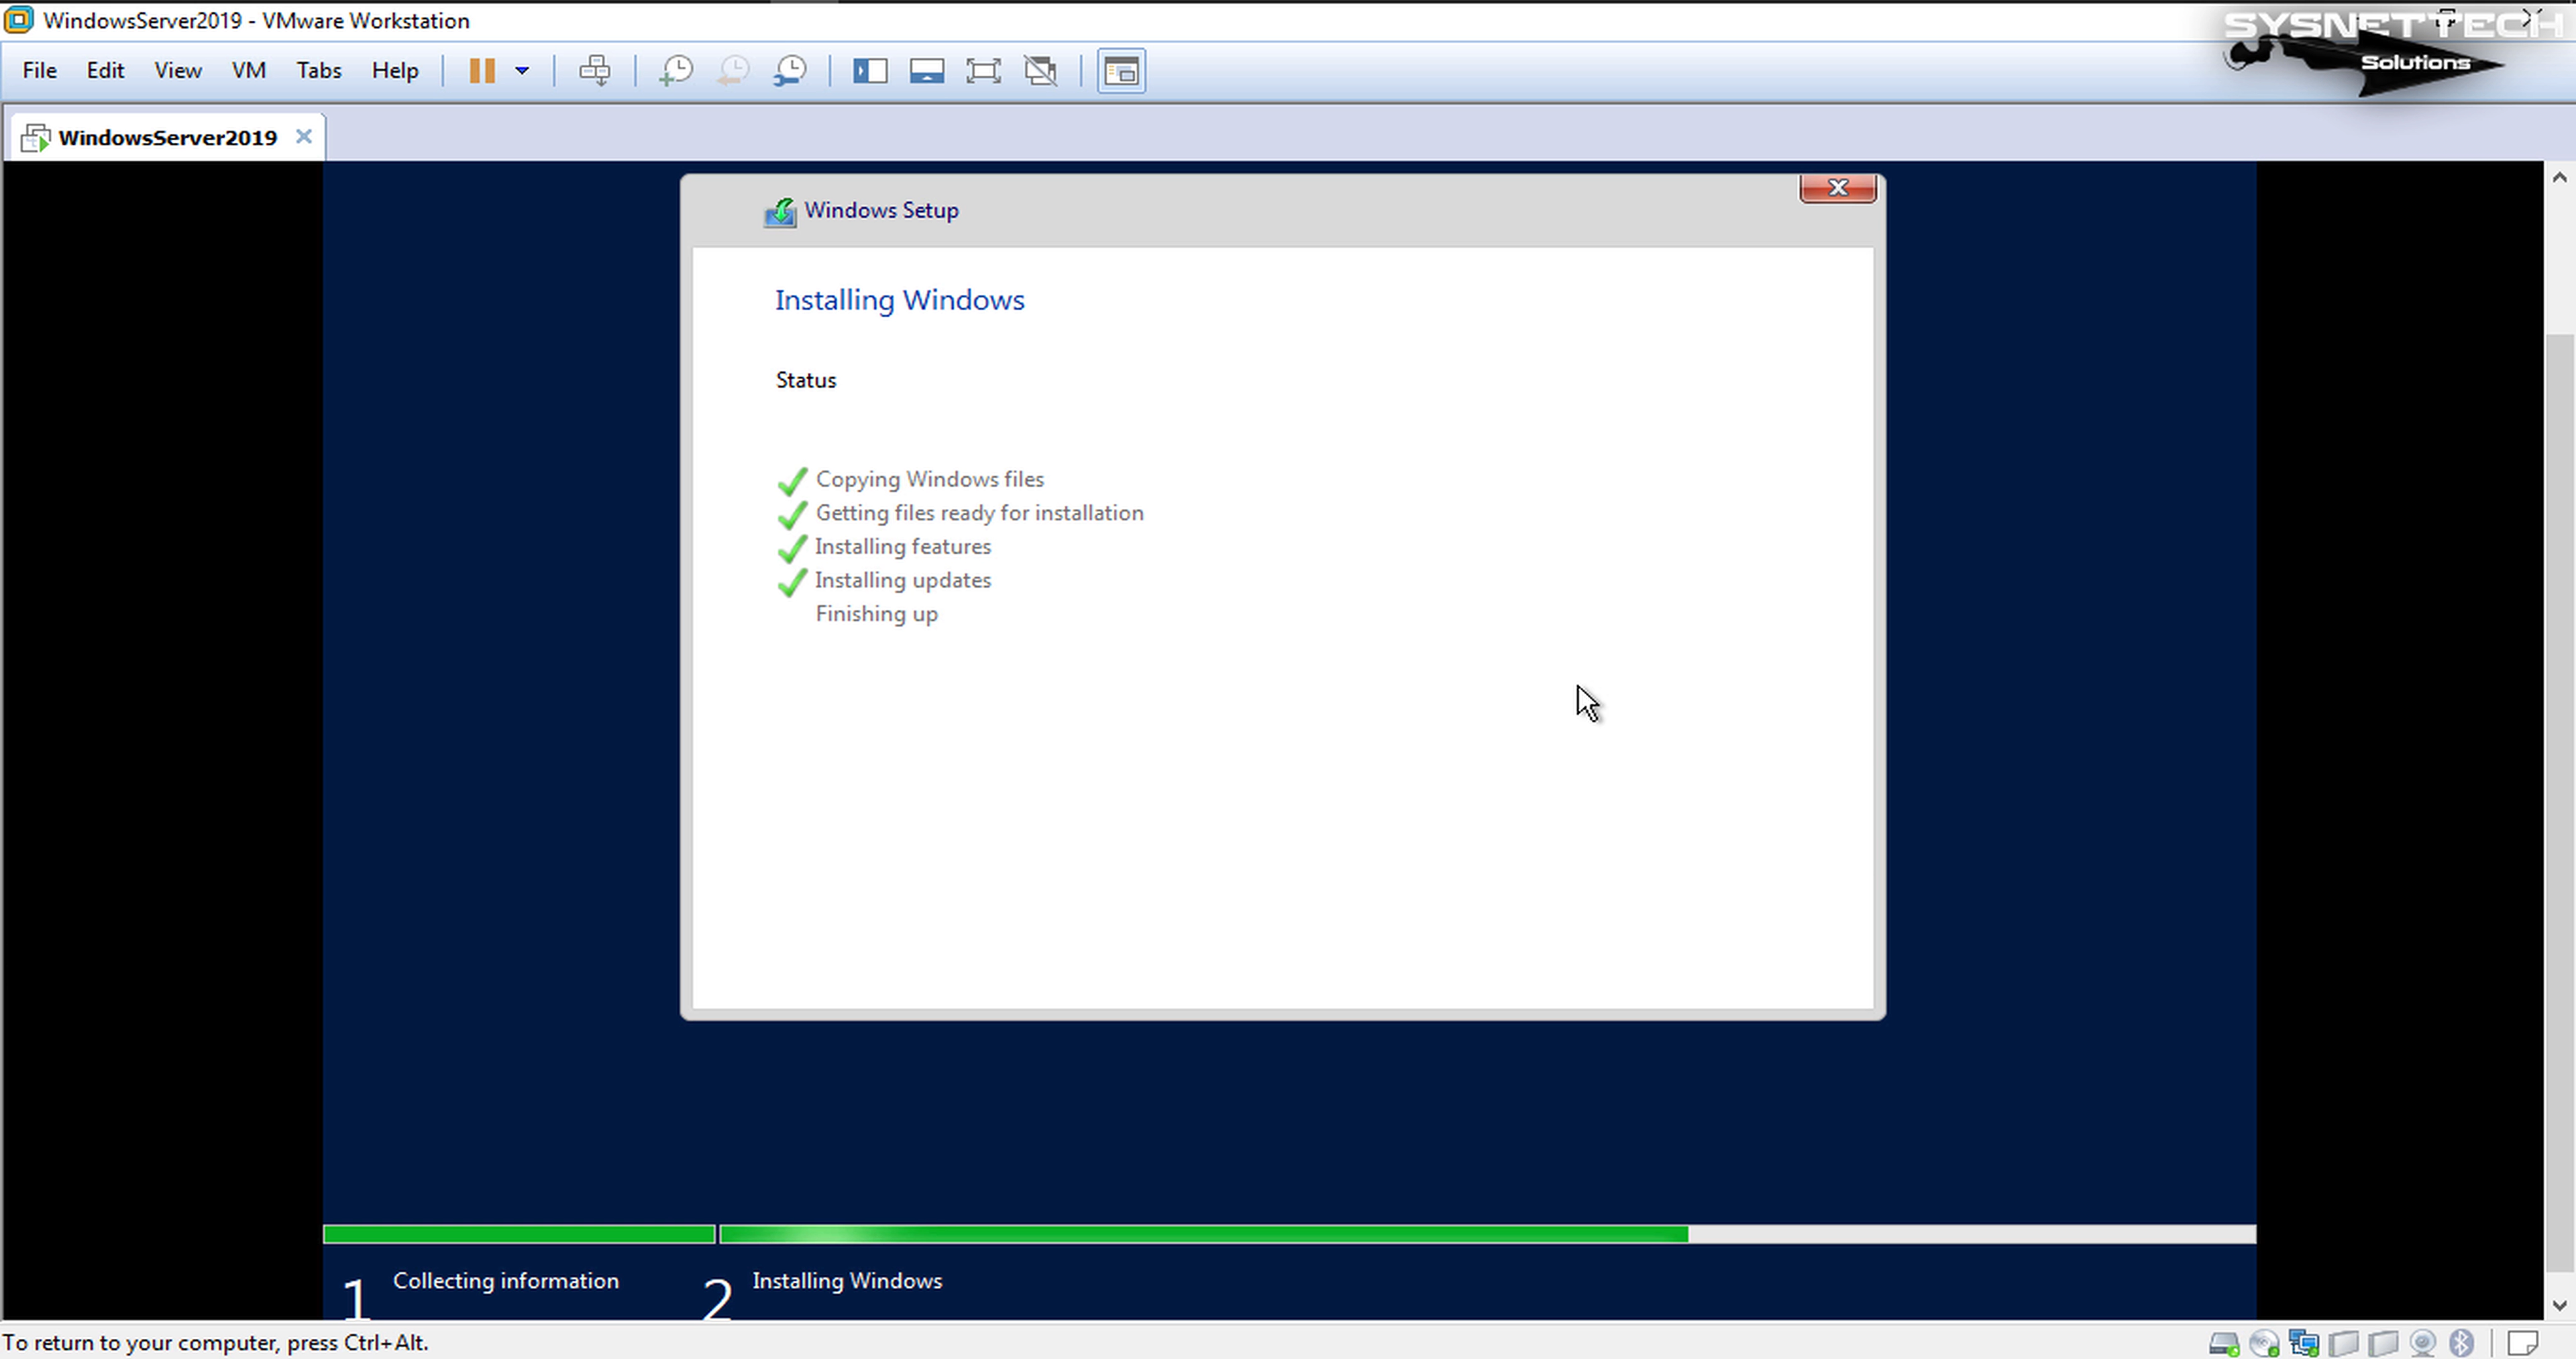 WindowsServer2019 - VMware Workstation
SYSNETTECH
Solutions
File Edit View VM Tabs Help
WindowsServer2019
Windows Setup
Installing Windows
Status
Copying Windows files
Getting files ready for installation
Installing features
Installing updates
Finishing up
1 Collecting information 2 Installing Windows
To return to your computer, press Ctrl+Alt.